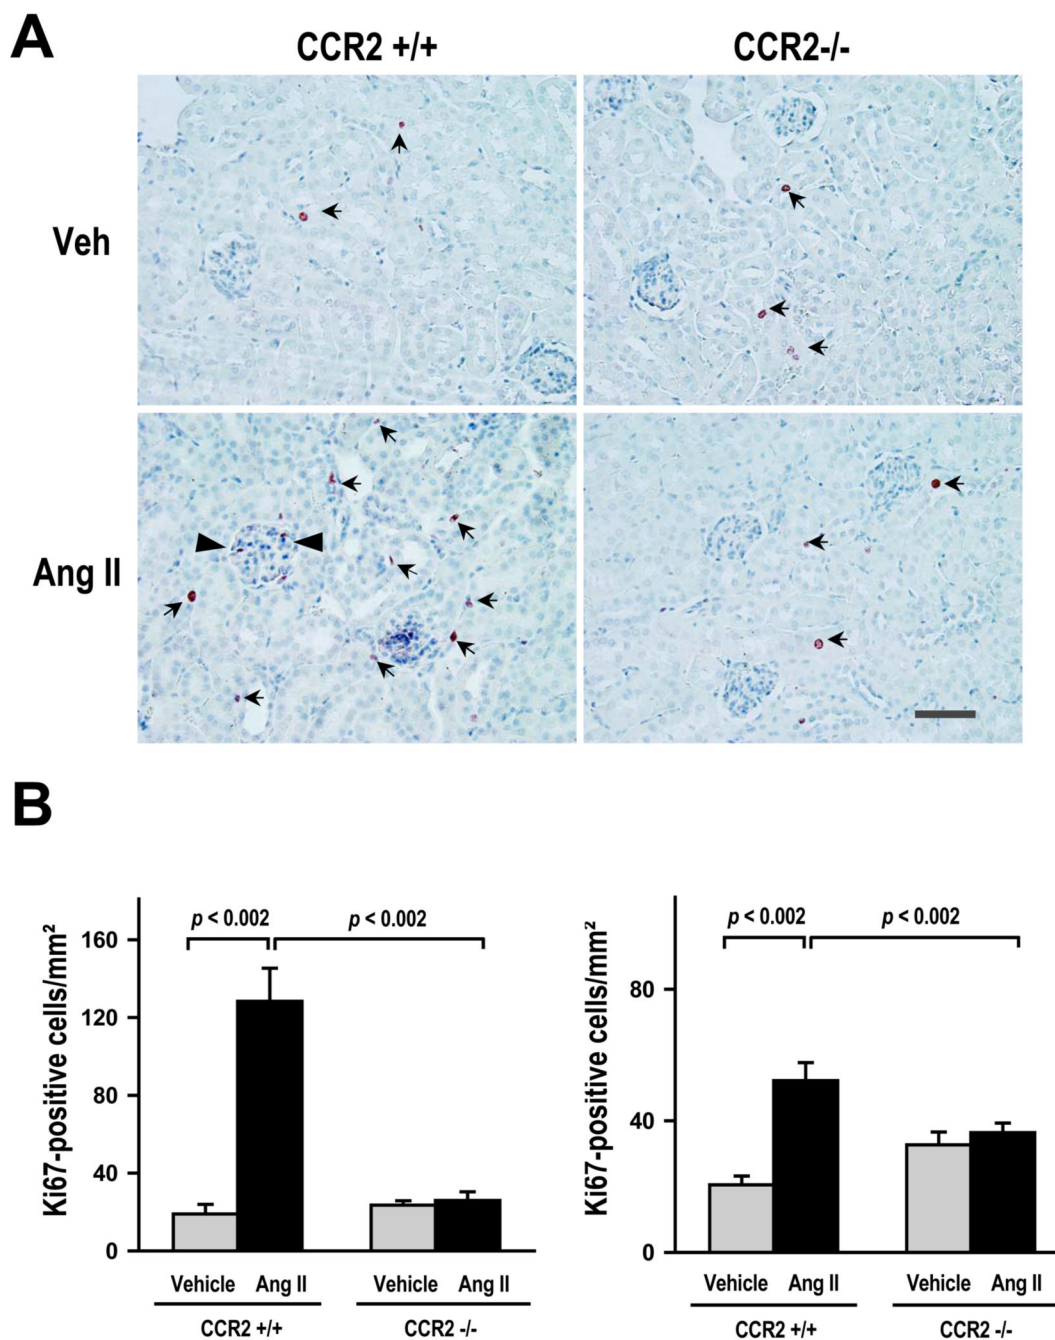 A
CCR2 +/+
CCR2-/-
Veh
Ang II
B
Ki67-positive cells/mm²
160
120
80
40
0
p < 0.002
p < 0.002
Vehicle
Ang II
Vehicle
Ang II
CCR2 +/+
CCR2 -/-
Ki67-positive cells/mm²
80
40
0
p < 0.002
p < 0.002
Vehicle
Ang II
Vehicle
Ang II
CCR2 +/+
CCR2 -/-